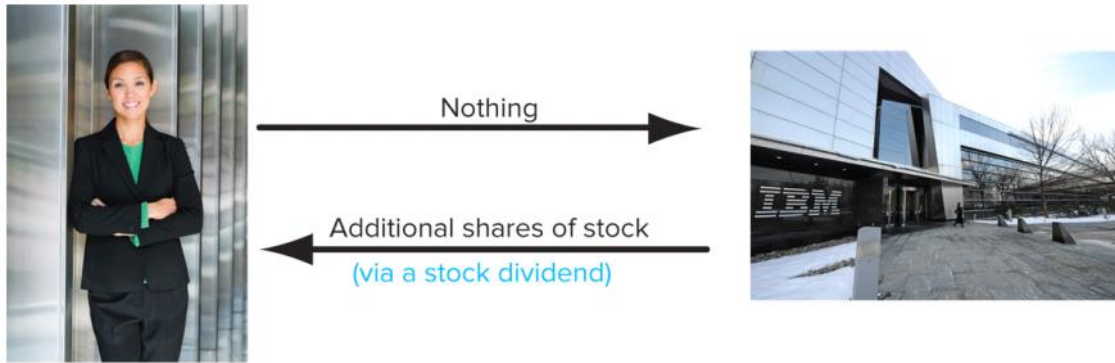 Nothing
Additional shares of stock
(via a stock dividend)
IBM